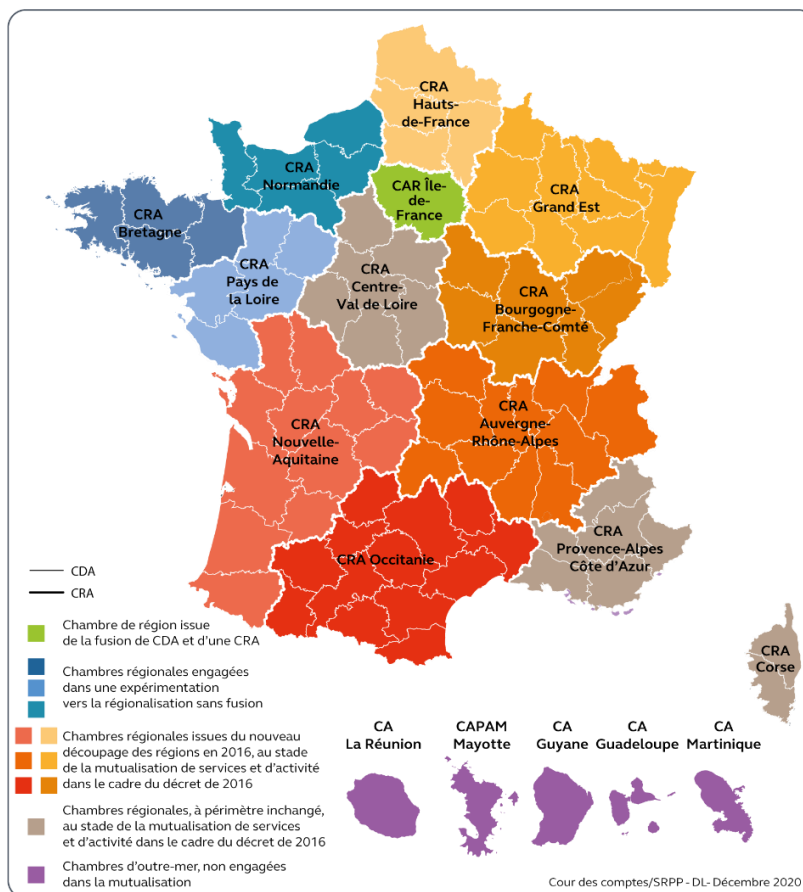 CRA
Hauts-
de-France
CRA
Normandie
CAR Île-
de-
France
CRA
Grand Est
CRA
Bretagne
CRA
Pays de
la Loire
CRA
Centre-
Val de Loire
CRA
Bourgogne-
Franche-Comté
CRA
Nouvelle-
Aquitaine
CRA
Auvergne-
Rhône-Alpes
CRA Occitanie
CRA
Provence-Alpes
Côte d'Azur
CRA
Corse
CDA
CRA
Chambre de région issue
de la fusion de CDA et d'une CRA
Chambres régionales engagées
dans une expérimentation
vers la régionalisation sans fusion
Chambres régionales issues du nouveau
découpage des régions en 2016, au stade
de la mutualisation de services et d'activité
dans le cadre du décret de 2016
Chambres régionales, à périmètre inchangé,
au stade de la mutualisation de services
et d'activité dans le cadre du décret de 2016
Chambres d'outre-mer, non engagées
dans la mutualisation
CA
La Réunion
CAPAM
Mayotte
CA
Guyane
CA
Guadeloupe
CA
Martinique
Cour des comptes/SRPP - DL- Décembre 2020